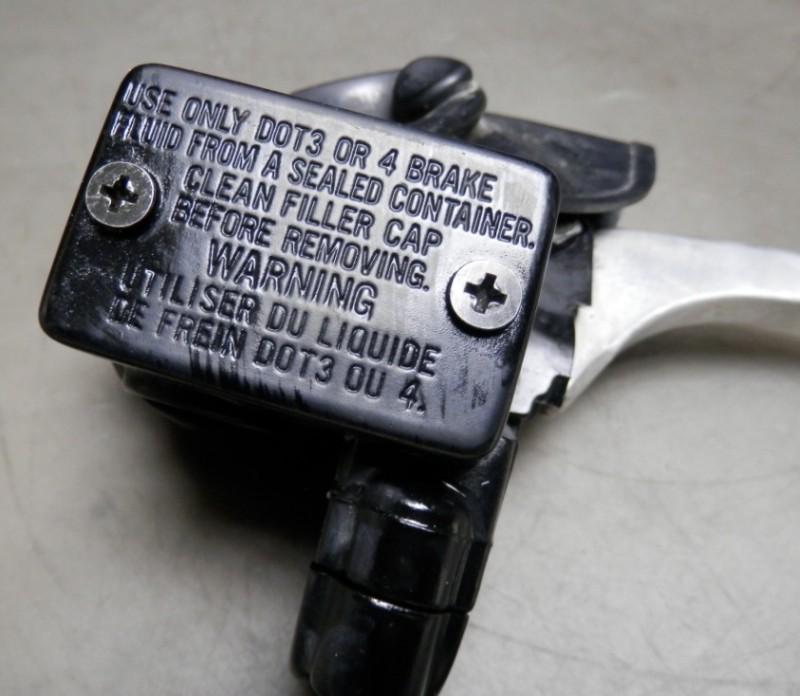 USE ONLY DOT3 OR 4 BRAKE
FLUID FROM A SEALED CONTAINER.
CLEAN FILLER CAP
BEFORE REMOVING.
WARNING
UTILISER DU LIQUIDE
DE FREIN DOT3 OU 4.